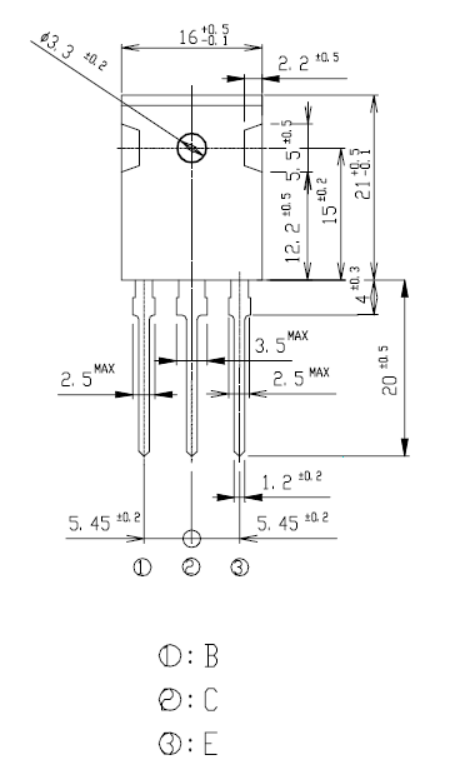 16 +0.5 -0.1
φ3.3 ±0.2
2.2 ±0.5
5.5 ±0.5
12.2 ±0.5
15 ±0.2
21 +0.5 -0.1
4 ±0.3
3.5 MAX
2.5 MAX
2.5 MAX
20 ±0.5
1.2 ±0.2
5.45 ±0.2
5.45 ±0.2
① ② ③
①: B
②: C
③: E